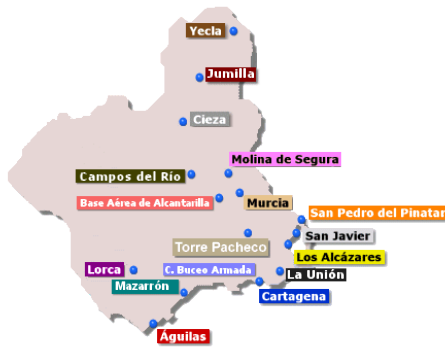 Yecla
Jumilla
Cieza
Molina de Segura
Campos del Río
Base Aérea de Alcantarilla
Murcia
San Pedro del Pinatar
San Javier
Torre Pacheco
Los Alcázares
Lorca
C. Buceo Armada
La Unión
Mazarrón
Cartagena
Águilas